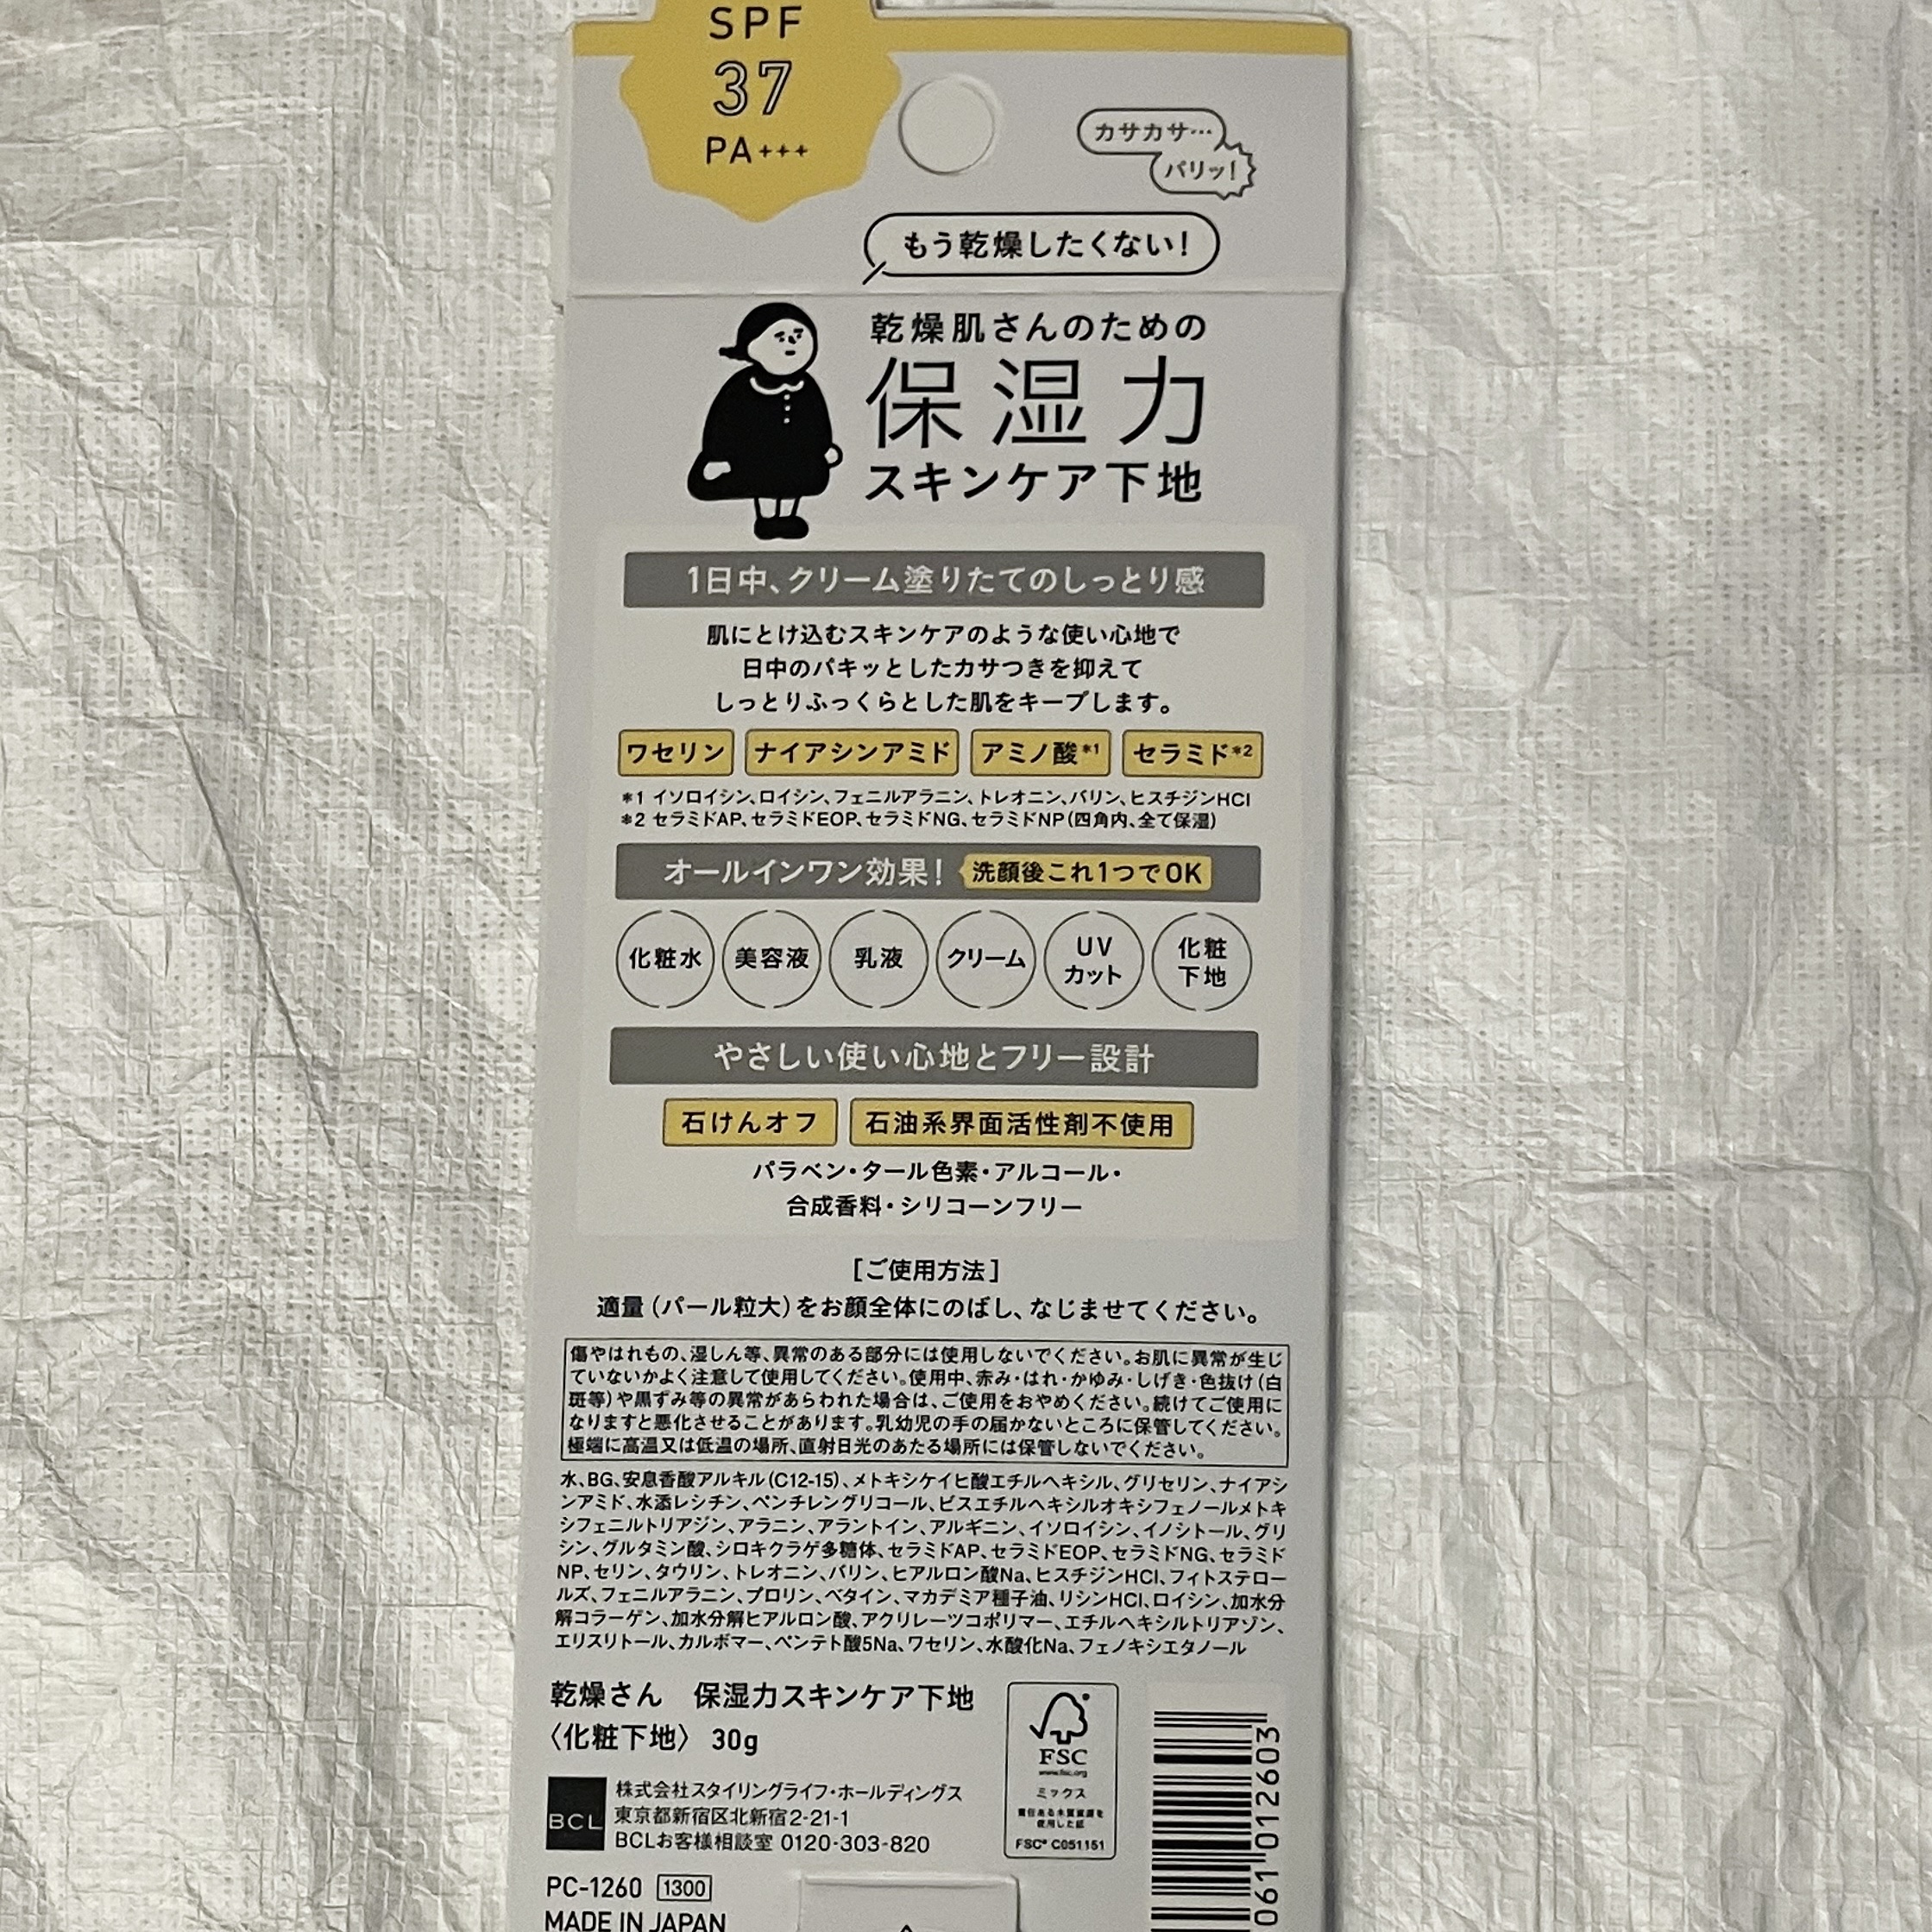 SPF
37
PA+++
カサカサ…
パリッ!
もう乾燥したくない!
乾燥肌さんのための
保湿力
スキンケア下地
1日中、クリーム塗りたてのしっとり感
肌にとけ込むスキンケアのような使い心地で
日中のパキッとしたカサつきを抑えて
しっとりふっくらとした肌をキープします。
ワセリン ナイアシンアミド アミノ酸*1 セラミド*2
*1 イソロイシン、ロイシン、フェニルアラニン、トレオニン、バリン、ヒスチジンHCl
*2 セラミドAP、セラミドEOP、セラミドNG、セラミドNP(四角内、全て保湿)
オールインワン効果! 洗顔後これ1つでOK
化粧水 美容液 乳液 クリーム UVカット 化粧下地
やさしい使い心地とフリー設計
石けんオフ 石油系界面活性剤不使用
パラベン・タール色素・アルコール・
合成香料・シリコーンフリー
[ご使用方法]
適量(パール粒大)をお顔全体にのばし、なじませてください。
傷やはれもの、湿しん等、異常のある部分には使用しないでください。お肌に異常が生じ
ていないかよく注意して使用してください。使用中、赤み・はれ・かゆみ・しげき・色抜け(白
斑等)や黒ずみ等の異常があらわれた場合は、ご使用をおやめください。続けてご使用に
なりますと悪化させることがあります。乳幼児の手の届かないところに保管してください。
極端に高温又は低温の場所、直射日光のあたる場所には保管しないでください。
水、BG、安息香酸アルキル(C12-15)、メトキシケイヒ酸エチルヘキシル、グリセリン、ナイアシ
ンアミド、水添レシチン、ペンチレングリコール、ビスエチルヘキシルオキシフェノールメトキ
シフェニルトリアジン、アラニン、アラントイン、アルギニン、イソロイシン、イノシトール、グリ
シン、グルタミン酸、シロキクラゲ多糖体、セラミドAP、セラミドEOP、セラミドNG、セラミド
NP、セリン、タウリン、トレオニン、バリン、ヒアルロン酸Na、ヒスチジンHCl、フィトステロー
ルズ、フェニルアラニン、プロリン、ベタイン、マカデミア種子油、リシンHCl、ロイシン、加水分
解コラーゲン、加水分解ヒアルロン酸、アクリレーツコポリマー、エチルヘキシルトリアゾン、
エリスリトール、カルボマー、ペンテト酸5Na、ワセリン、水酸化Na、フェノキシエタノール
乾燥さん 保湿力スキンケア下地
〈化粧下地〉 30g
BCL
株式会社スタイリングライフ・ホールディングス
東京都新宿区北新宿2-21-1
BCLお客様相談室 0120-303-820
FSC
www.fsc.org
ミックス
責任ある木質資源を
使用した紙
FSC® C051151
PC-1260 1300
MADE IN JAPAN
061 012603